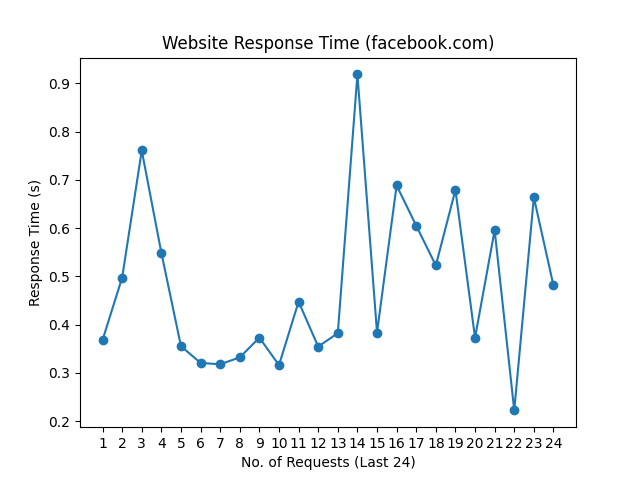 Website Response Time (facebook.com)
0.9
0.8
0.7
0.6
0.5
0.4
0.3
0.2
Response Time (s)
1 2 3 4 5 6 7 8 9 10 11 12 13 14 15 16 17 18 19 20 21 22 23 24
No. of Requests (Last 24)